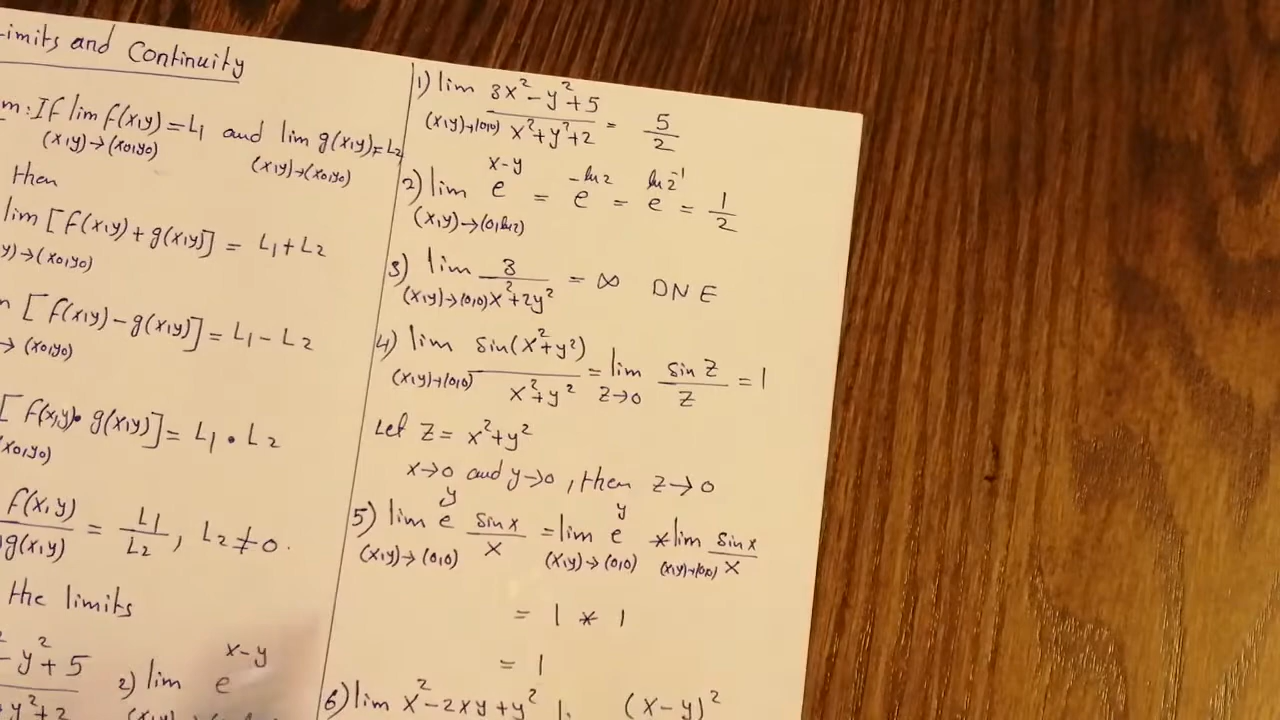 Limits and Continuity
m: If lim f(x,y) = L1 and lim g(x,y) = L2
(x,y)→(x0,y0) (x,y)→(x0,y0)
then
lim [f(x,y) + g(x,y)] = L1 + L2
y)→(x0,y0)
[f(x,y) - g(x,y)] = L1 - L2
→(x0,y0)
[f(x,y) • g(x,y)] = L1 • L2
(x0,y0)
f(x,y)/g(x,y) = L1/L2, L2 ≠ 0.
the limits
- y² + 5
+ y² + 2
2) lim e^(x-y)
1) lim (3x² - y² + 5)/(x² + y² + 2) = 5/2
(x,y)→(0,0)
2) lim e^(x-y) = e^(-ln2) = e^(ln2⁻¹) = 1/2
(x,y)→(0,ln2)
3) lim 3/(x² + 2y²) = ∞ DNE
(x,y)→(0,0)
4) lim sin(x² + y²)/(x² + y²) = lim sin z/z = 1
(x,y)→(0,0) z→0
Let z = x² + y²
x→0 and y→0, then z→0
5) lim e^y sin x/x = lim e^y * lim sin x/x
(x,y)→(0,0) (x,y)→(0,0) (x,y)→(0,0)
= 1 * 1
= 1
6) lim x² - 2xy + y² (x-y)²